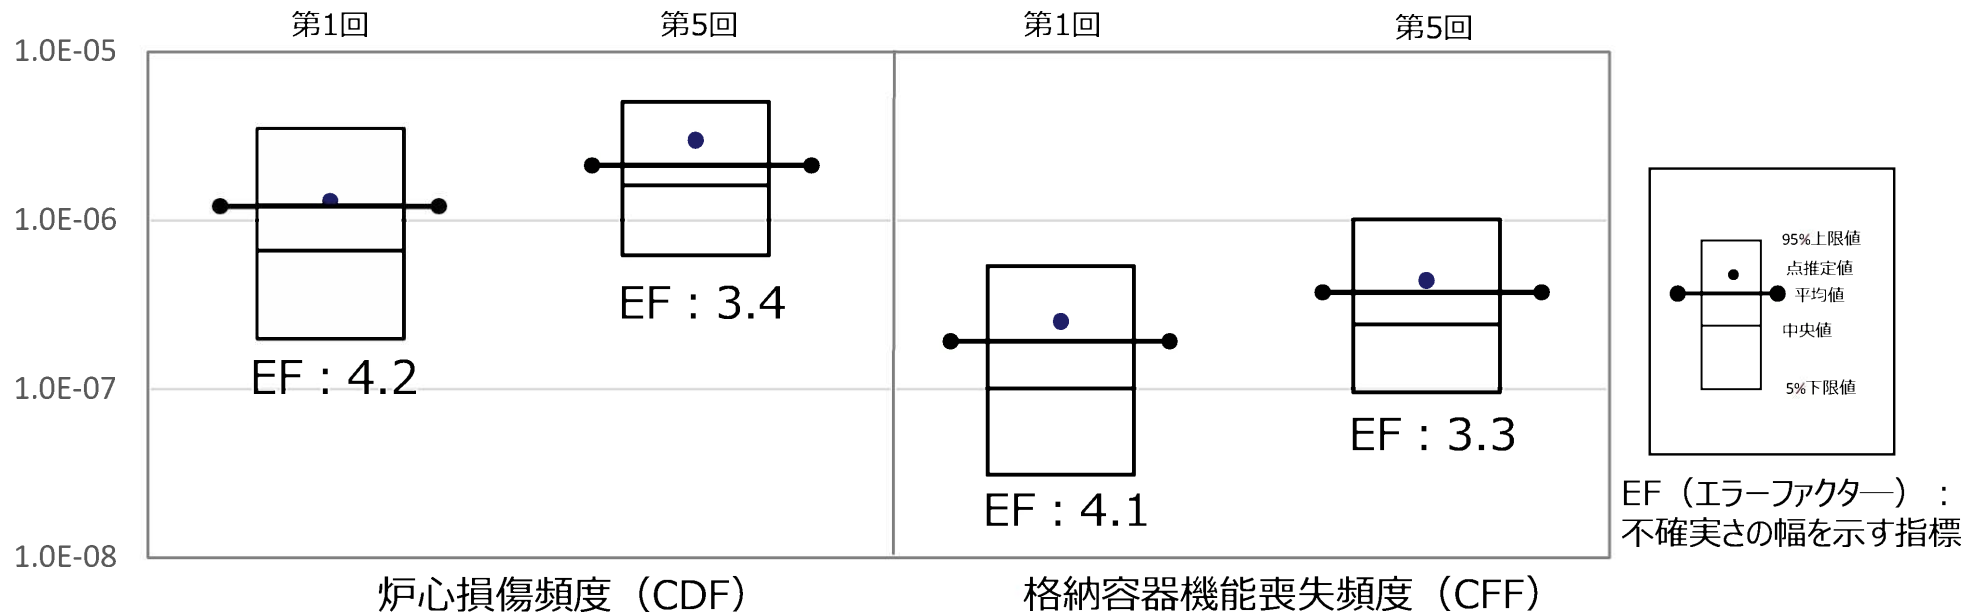 第1回
第5回
第1回
第5回
1.0E-05
1.0E-06
1.0E-07
1.0E-08
EF：4.2
EF：3.4
EF：4.1
EF：3.3
炉心損傷頻度（CDF）
格納容器機能喪失頻度（CFF）
95%上限値
点推定値
平均値
中央値
5%下限値
EF（エラーファクタ―）：
不確実さの幅を示す指標